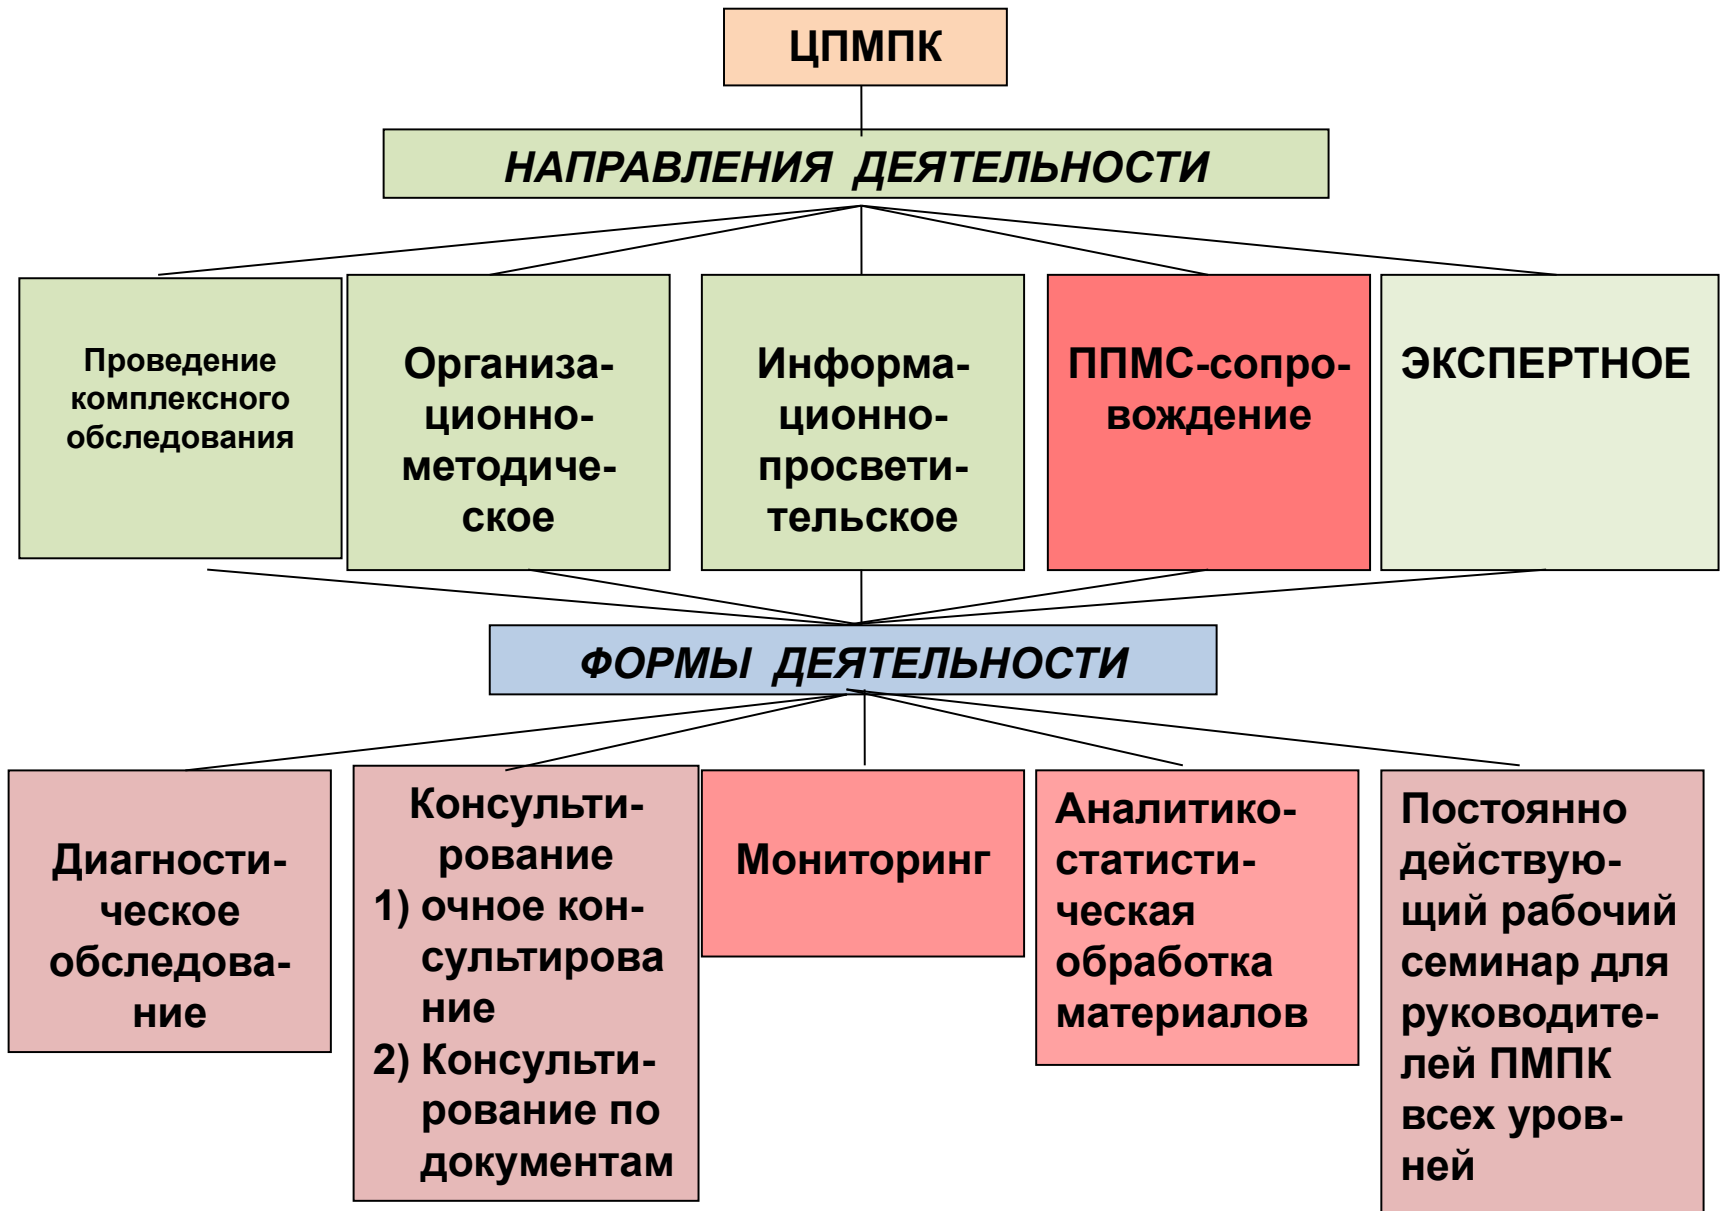 ЦПМПК
НАПРАВЛЕНИЯ ДЕЯТЕЛЬНОСТИ
Проведение
комплексного
обследования
Организа-
ционно-
методиче-
ское
Информа-
ционно-
просвети-
тельское
ППМС-сопро-
вождение
ЭКСПЕРТНОЕ
ФОРМЫ ДЕЯТЕЛЬНОСТИ
Диагности-
ческое
обследова-
ние
Консульти-
рование
1) очное кон-
сультирова
ние
2) Консульти-
рование по
документам
Мониторинг
Аналитико-
статисти-
ческая
обработка
материалов
Постоянно
действую-
щий рабочий
семинар для
руководите-
лей ПМПК
всех уров-
ней